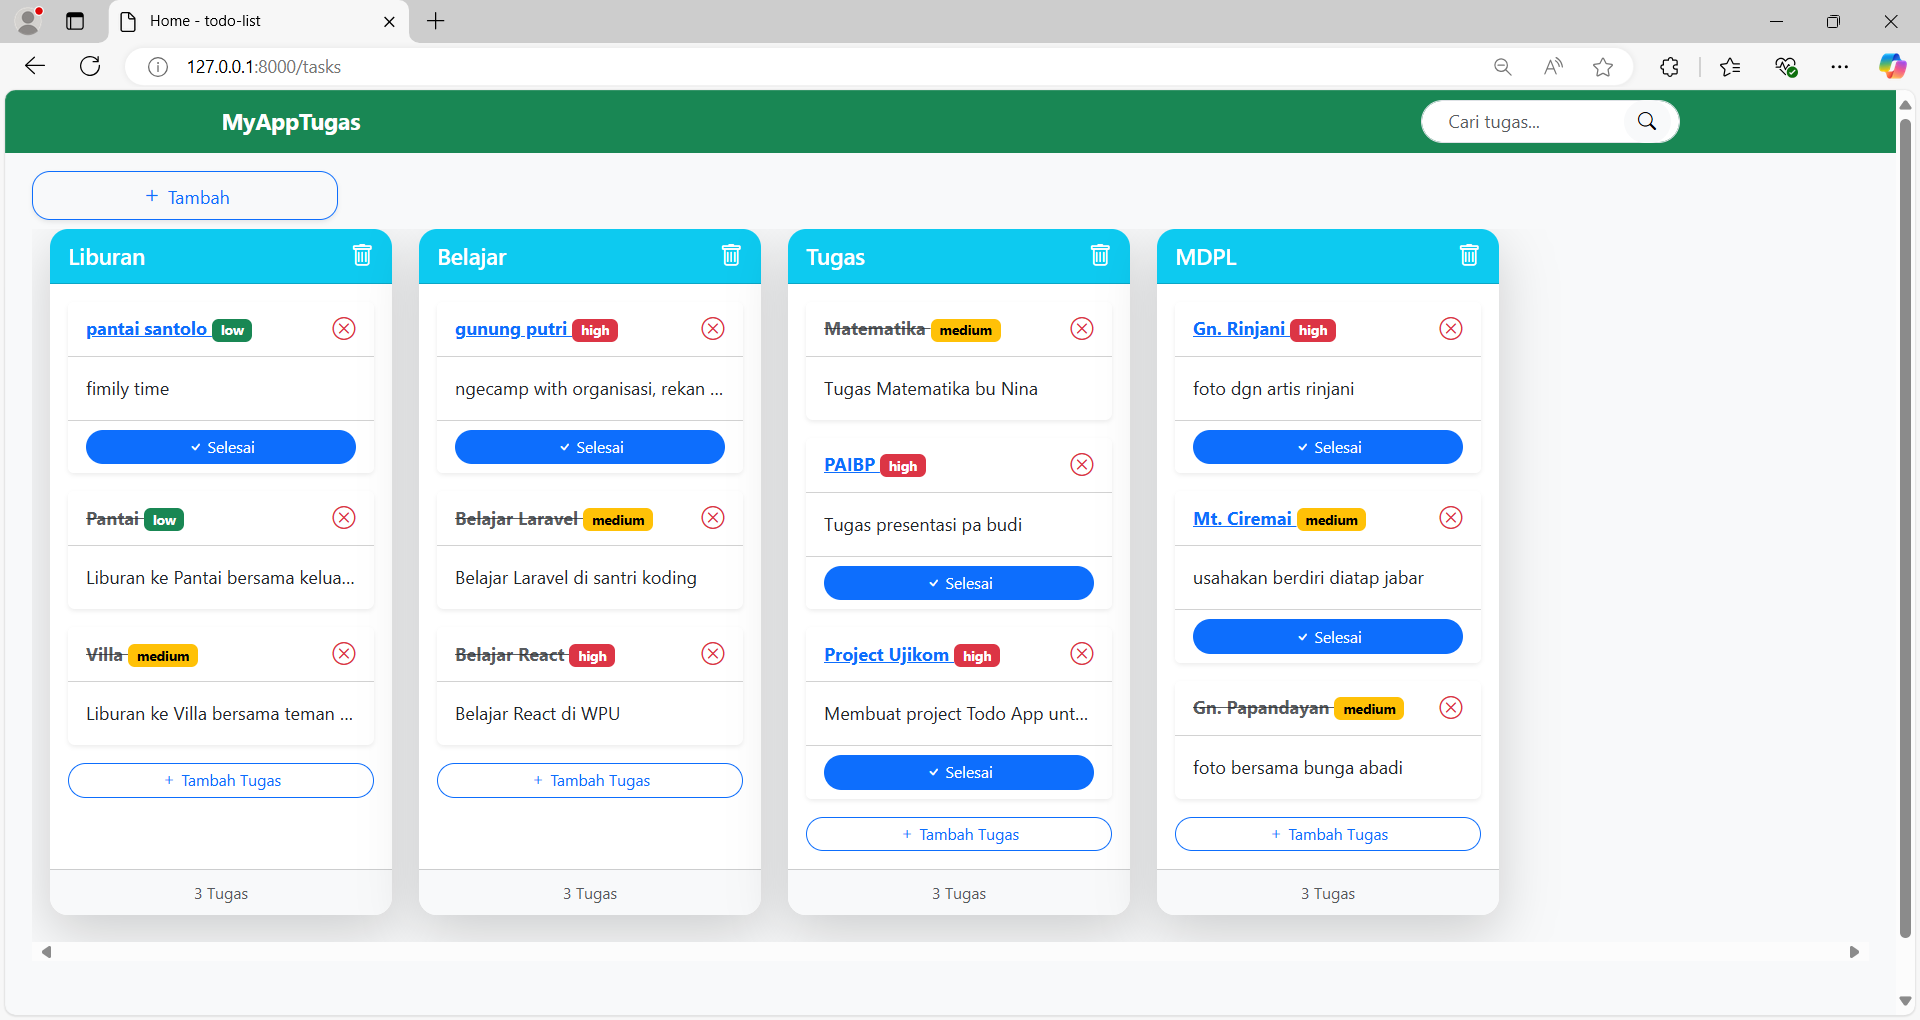 Home - todo-list
127.0.0.1:8000/tasks
MyAppTugas
Cari tugas...
+ Tambah
Liburan
pantai santolo low
fimily time
Selesai
Pantai low
Liburan ke Pantai bersama kelua...
Villa medium
Liburan ke Villa bersama teman ...
+ Tambah Tugas
3 Tugas
Belajar
gunung putri high
ngecamp with organisasi, rekan ...
Selesai
Belajar Laravel medium
Belajar Laravel di santri koding
Belajar React high
Belajar React di WPU
+ Tambah Tugas
3 Tugas
Tugas
Matematika medium
Tugas Matematika bu Nina
PAIBP high
Tugas presentasi pa budi
Selesai
Project Ujikom high
Membuat project Todo App unt...
Selesai
+ Tambah Tugas
3 Tugas
MDPL
Gn. Rinjani high
foto dgn artis rinjani
Selesai
Mt. Ciremai medium
usahakan berdiri diatap jabar
Selesai
Gn. Papandayan medium
foto bersama bunga abadi
+ Tambah Tugas
3 Tugas